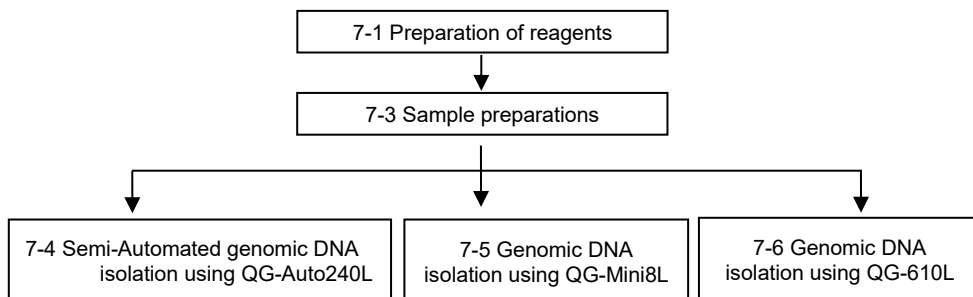 7-1 Preparation of reagents
7-3 Sample preparations
7-4 Semi-Automated genomic DNA
isolation using QG-Auto240L
7-5 Genomic DNA
isolation using QG-Mini8L
7-6 Genomic DNA
isolation using QG-610L